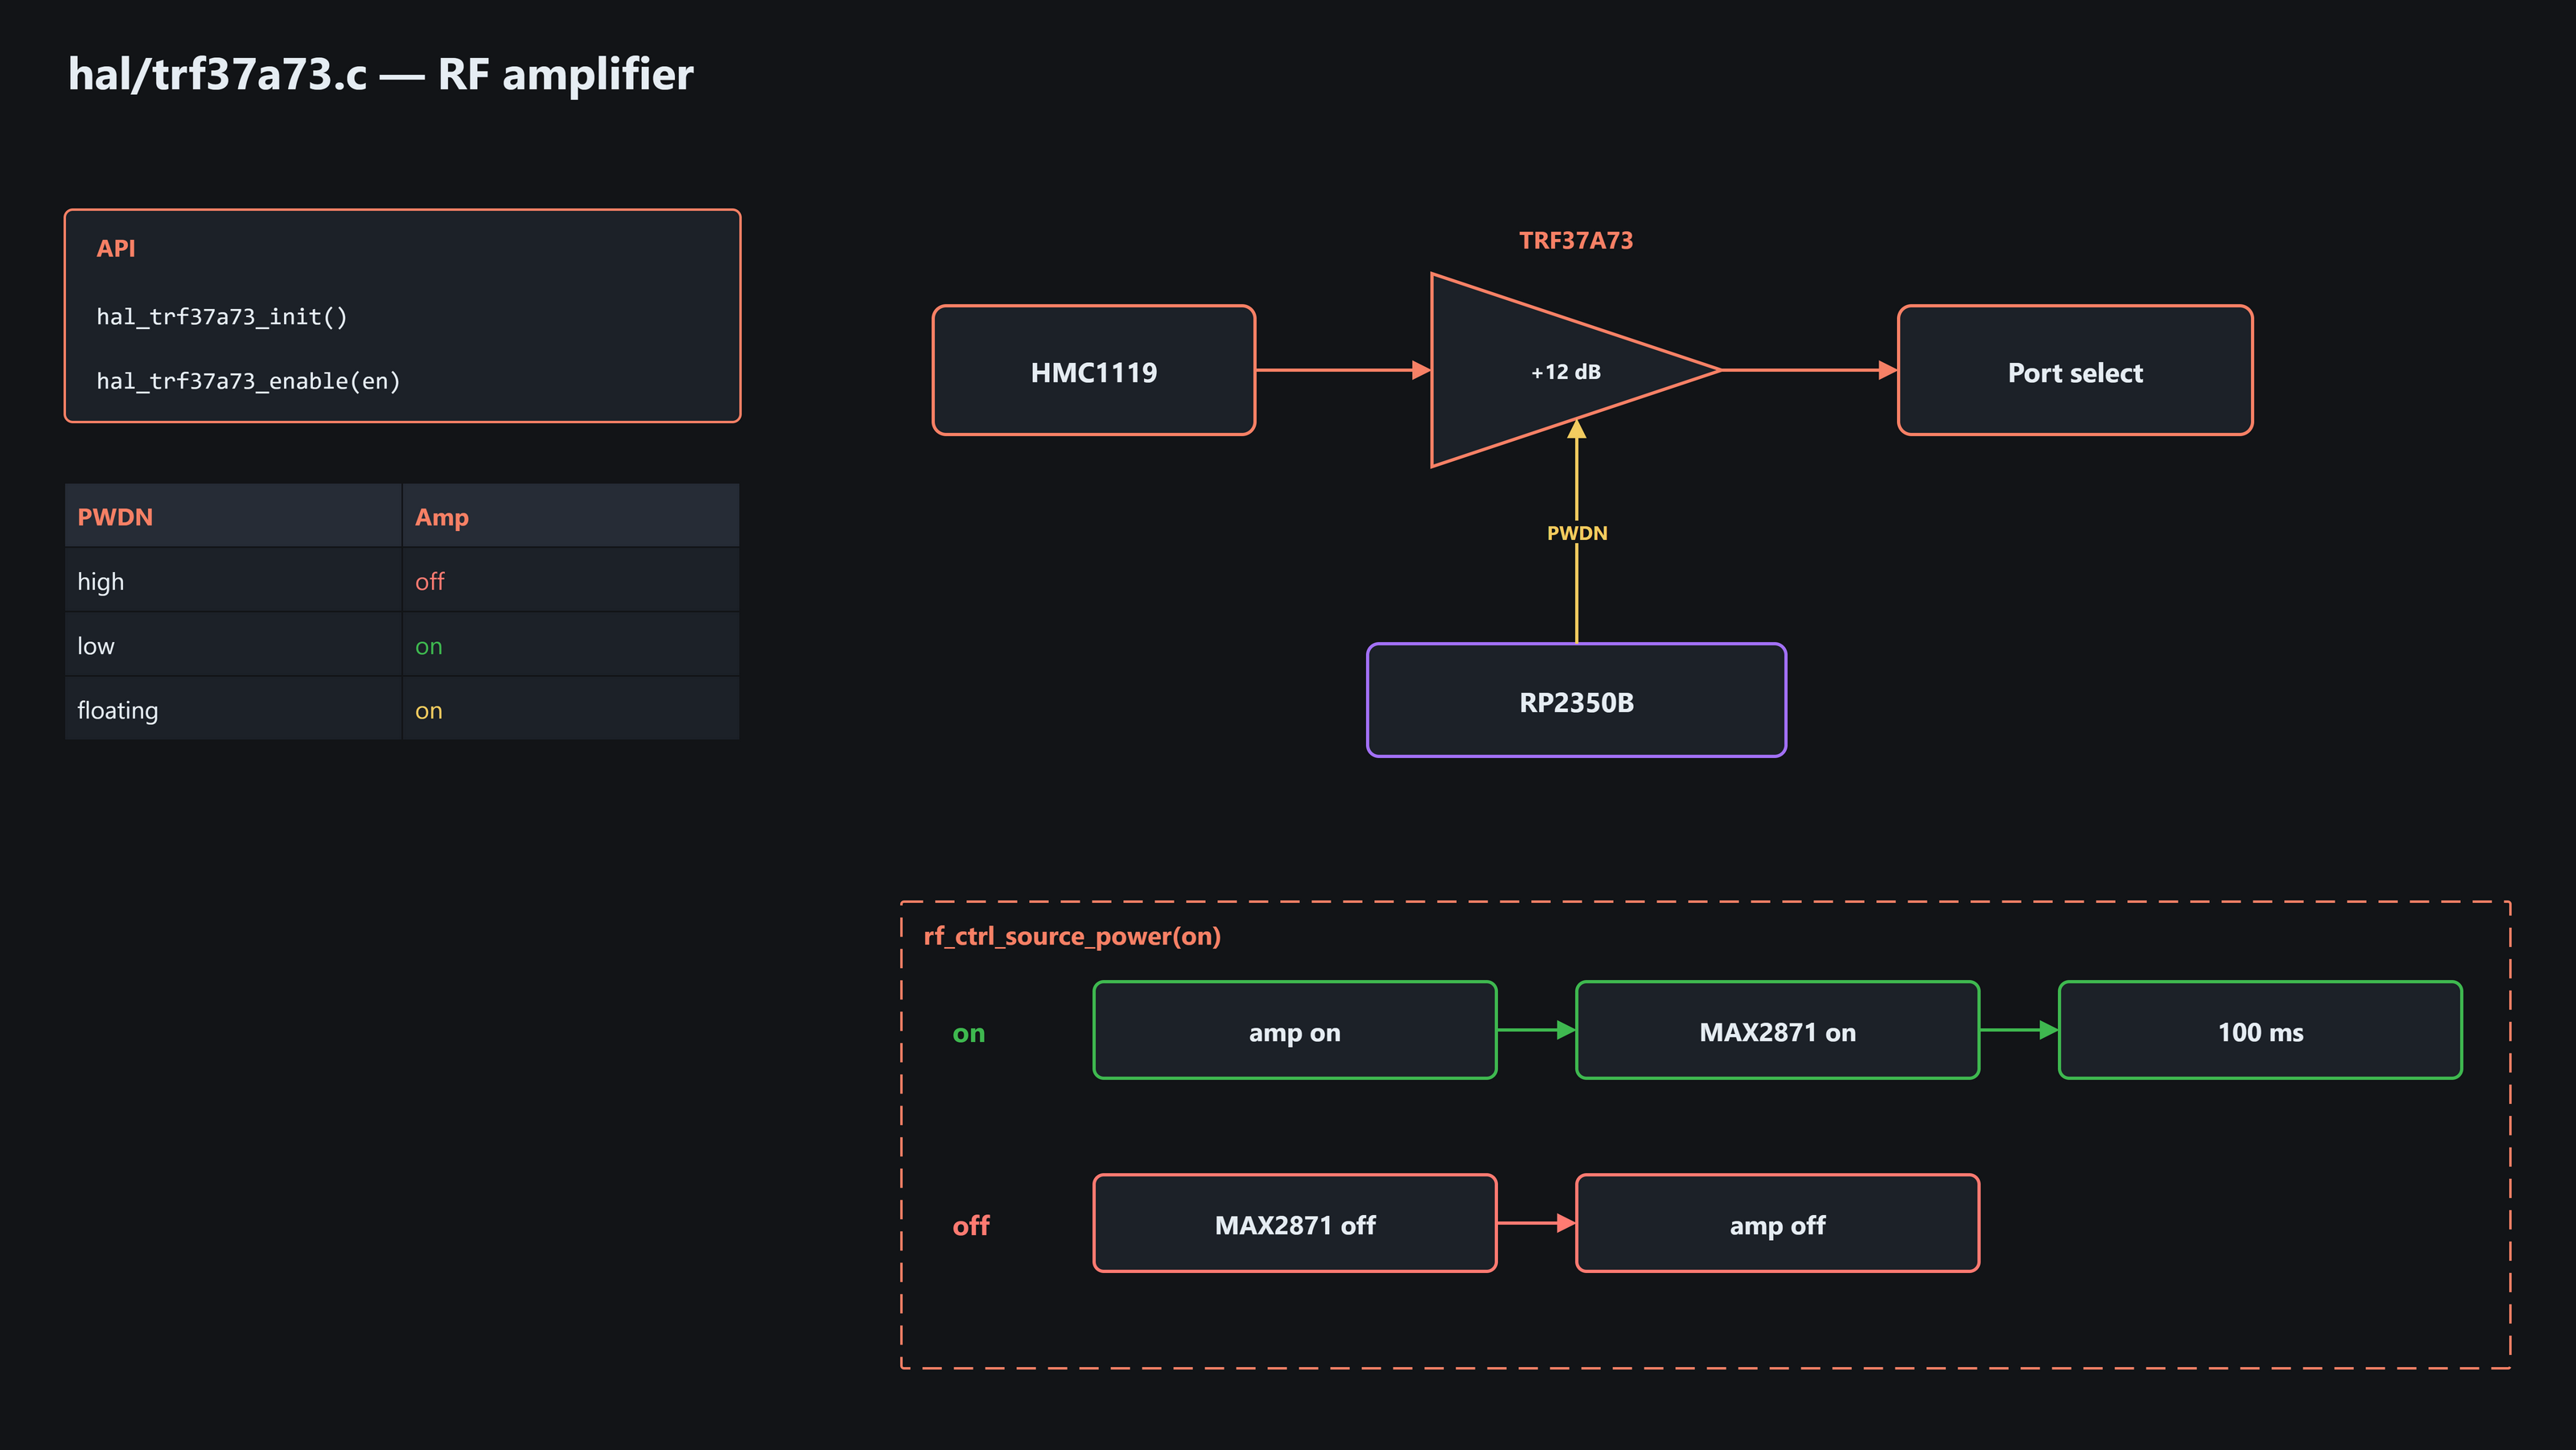 hal/trf37a73.c — RF amplifier
API
hal_trf37a73_init()
hal_trf37a73_enable(en)
PWDN Amp
high off
low on
floating on
TRF37A73
HMC1119
+12 dB
Port select
PWDN
RP2350B
rf_ctrl_source_power(on)
on amp on MAX2871 on 100 ms
off MAX2871 off amp off